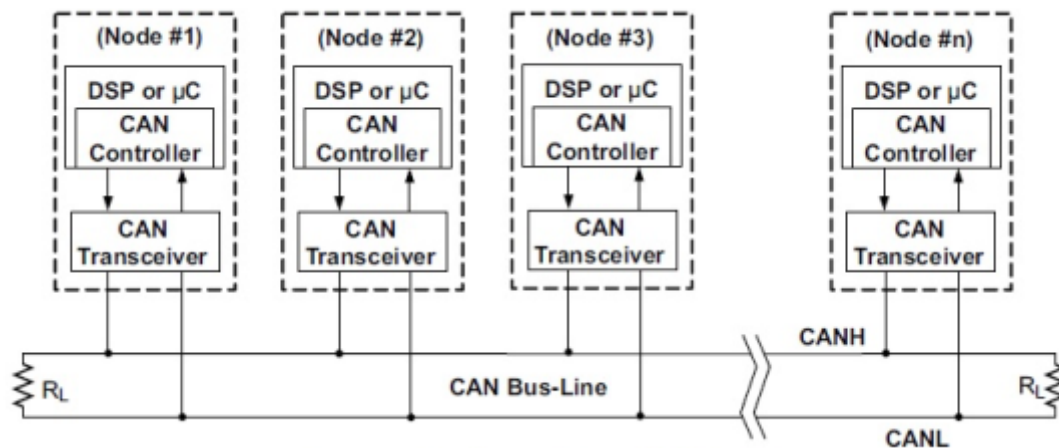 (Node #1)
DSP or µC
CAN
Controller
CAN
Transceiver
(Node #2)
DSP or µC
CAN
Controller
CAN
Transceiver
(Node #3)
DSP or µC
CAN
Controller
CAN
Transceiver
(Node #n)
DSP or µC
CAN
Controller
CAN
Transceiver
CANH
RL
CAN Bus-Line
RL
CANL